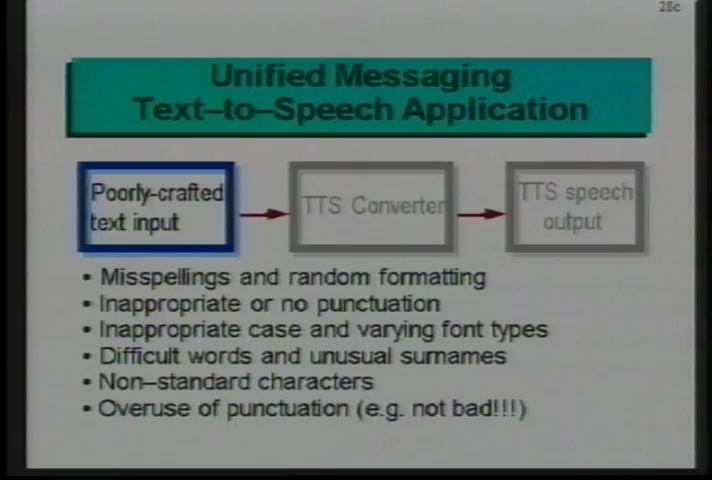 28c
Unified Messaging
Text–to–Speech Application
Poorly-crafted
text input
TTS Converter
TTS speech
output
• Misspellings and random formatting
• Inappropriate or no punctuation
• Inappropriate case and varying font types
• Difficult words and unusual surnames
• Non–standard characters
• Overuse of punctuation (e.g. not bad!!!)